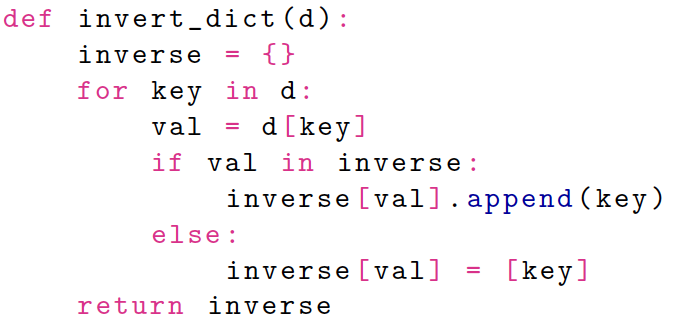 def invert_dict(d):
    inverse = {}
    for key in d:
        val = d[key]
        if val in inverse:
            inverse[val].append(key)
        else:
            inverse[val] = [key]
    return inverse